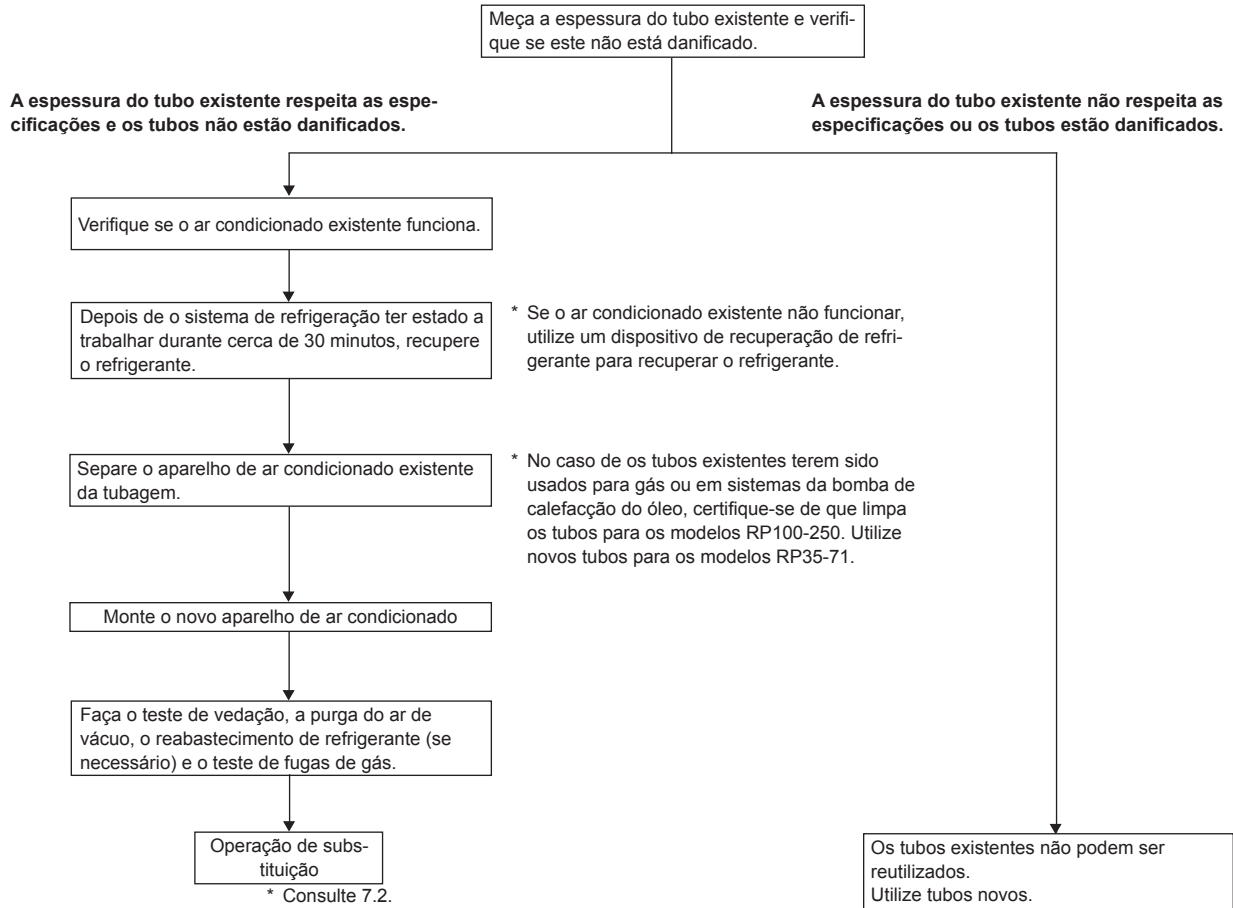 Meça a espessura do tubo existente e verifi-
que se este não está danificado.
A espessura do tubo existente respeita as espe-
cificações e os tubos não estão danificados.
A espessura do tubo existente não respeita as
especificações ou os tubos estão danificados.
Verifique se o ar condicionado existente funciona.
Depois de o sistema de refrigeração ter estado a
trabalhar durante cerca de 30 minutos, recupere
o refrigerante.
* Se o ar condicionado existente não funcionar,
utilize um dispositivo de recuperação de refri-
gerante para recuperar o refrigerante.
Separe o aparelho de ar condicionado existente
da tubagem.
* No caso de os tubos existentes terem sido
usados para gás ou em sistemas da bomba de
calefacção do óleo, certifique-se de que limpa
os tubos para os modelos RP100-250. Utilize
novos tubos para os modelos RP35-71.
Monte o novo aparelho de ar condicionado
Faça o teste de vedação, a purga do ar de
vácuo, o reabastecimento de refrigerante (se
necessário) e o teste de fugas de gás.
Operação de subs-
tituição
* Consulte 7.2.
Os tubos existentes não podem ser
reutilizados.
Utilize tubos novos.